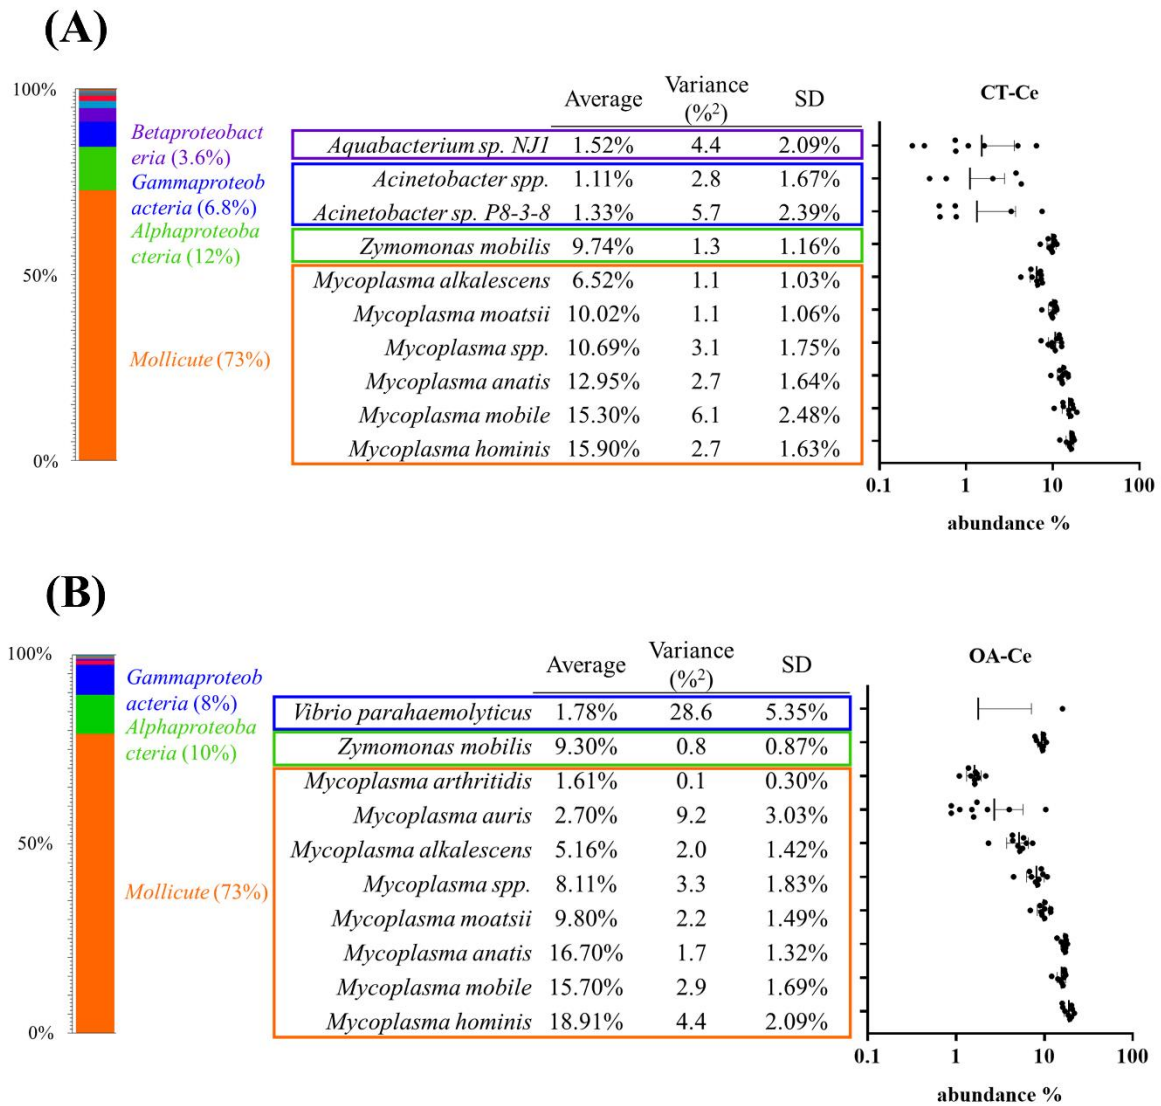 (A)
100%
50%
0%
Betaproteobact
eria (3.6%)
Gammaproteob
acteria (6.8%)
Alphaproteoba
cteria (12%)
Mollicute (73%)
Average Variance (%²) SD
Aquabacterium sp. NJ1 1.52% 4.4 2.09%
Acinetobacter spp. 1.11% 2.8 1.67%
Acinetobacter sp. P8-3-8 1.33% 5.7 2.39%
Zymomonas mobilis 9.74% 1.3 1.16%
Mycoplasma alkalescens 6.52% 1.1 1.03%
Mycoplasma moatsii 10.02% 1.1 1.06%
Mycoplasma spp. 10.69% 3.1 1.75%
Mycoplasma anatis 12.95% 2.7 1.64%
Mycoplasma mobile 15.30% 6.1 2.48%
Mycoplasma hominis 15.90% 2.7 1.63%
CT-Ce
0.1 1 10 100
abundance %
(B)
100%
50%
0%
Gammaproteob
acteria (8%)
Alphaproteoba
cteria (10%)
Mollicute (73%)
Average Variance (%²) SD
Vibrio parahaemolyticus 1.78% 28.6 5.35%
Zymomonas mobilis 9.30% 0.8 0.87%
Mycoplasma arthritidis 1.61% 0.1 0.30%
Mycoplasma auris 2.70% 9.2 3.03%
Mycoplasma alkalescens 5.16% 2.0 1.42%
Mycoplasma spp. 8.11% 3.3 1.83%
Mycoplasma moatsii 9.80% 2.2 1.49%
Mycoplasma anatis 16.70% 1.7 1.32%
Mycoplasma mobile 15.70% 2.9 1.69%
Mycoplasma hominis 18.91% 4.4 2.09%
OA-Ce
0.1 1 10 100
abundance %